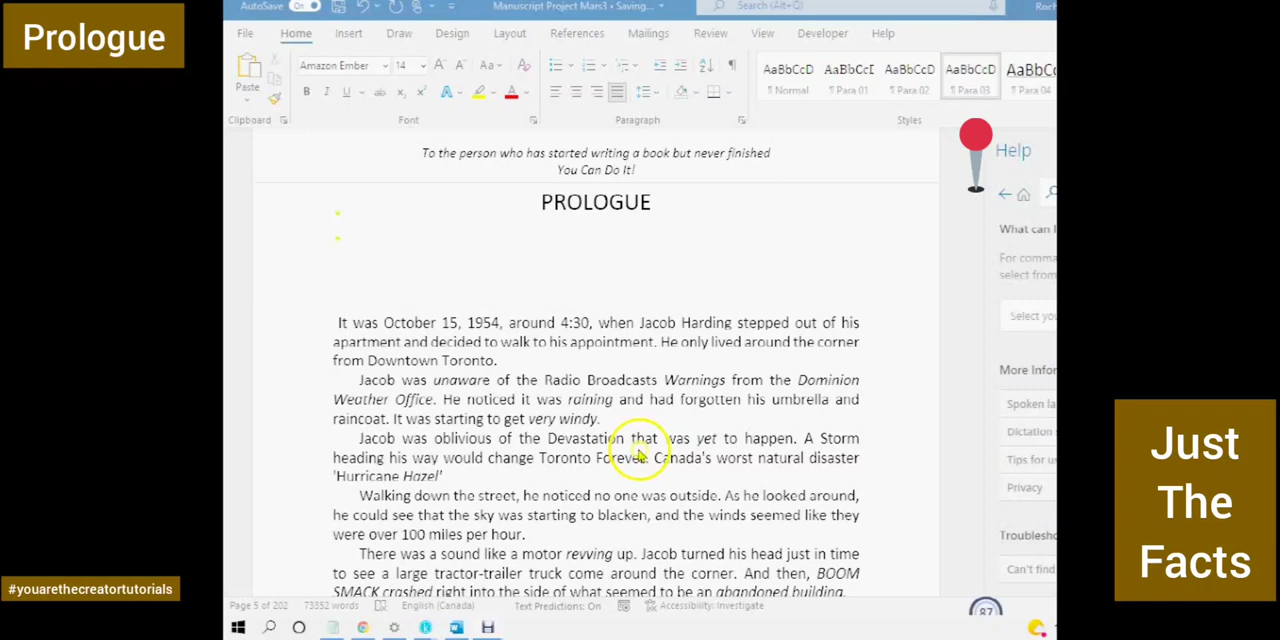 Prologue
AutoSave On
Manuscript Project Mars3 • Saving...
Search (Alt+Q)
File Home Insert Draw Design Layout References Mailings Review View Developer Help
Paste
Amazon Ember 14
AaBbCcD AaBbCcI AaBbCcD AaBbCcD AaBbCc
¶ Normal ¶ Para 01 ¶ Para 02 ¶ Para 03 ¶ Para 04
Clipboard Font Paragraph Styles
To the person who has started writing a book but never finished
You Can Do It!
PROLOGUE
It was October 15, 1954, around 4:30, when Jacob Harding stepped out of his
apartment and decided to walk to his appointment. He only lived around the corner
from Downtown Toronto.
Jacob was unaware of the Radio Broadcasts Warnings from the Dominion
Weather Office. He noticed it was raining and had forgotten his umbrella and
raincoat. It was starting to get very windy.
Jacob was oblivious of the Devastation that was yet to happen. A Storm
heading his way would change Toronto Forever. Canada's worst natural disaster
'Hurricane Hazel'
Walking down the street, he noticed no one was outside. As he looked around,
he could see that the sky was starting to blacken, and the winds seemed like they
were over 100 miles per hour.
There was a sound like a motor revving up. Jacob turned his head just in time
to see a large tractor-trailer truck come around the corner. And then, BOOM
SMACK crashed right into the side of what seemed to be an abandoned building.
Help
What can I
For comma
select from
Select you
More Infor
Spoken la
Dictation
Tips for u
Privacy
Troublesho
Can't find
Page 5 of 202 73552 words English (Canada) Text Predictions: On Accessibility: Investigate
87
Just
The
Facts
#youarethecreatortutorials